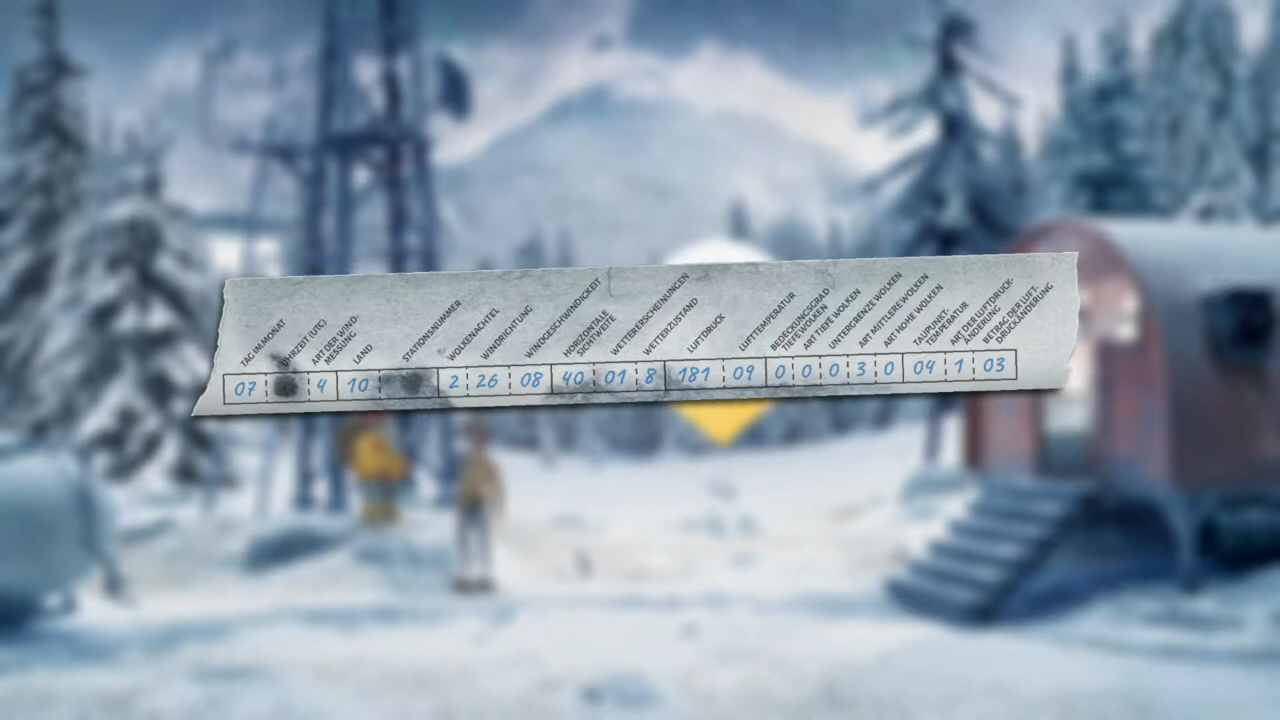 TAG IM MONAT
UHRZEIT (UTC)
ART DER WIND-
MESSUNG
LAND
STATIONSNUMMER
WOLKENACHTEL
WINDRICHTUNG
WINDGESCHWINDIGKEIT
HORIZONTALE
SICHTWEITE
WETTERERSCHEINUNGEN
WETTERZUSTAND
LUFTDRUCK
LUFTTEMPERATUR
BEDECKUNGSGRAD
TIEFE WOLKEN
ART TIEFE WOLKEN
UNTERGRENZE WOLKEN
ART MITTLERE WOLKEN
ART HOHE WOLKEN
TAUPUNKT-
TEMPERATUR
ART DER LUFTDRUCK-
ÄNDERUNG
BETRAG DER LUFT-
DRUCKÄNDRUNG
07 4 10 2 26 08 40 01 8 181 09 0 0 0 3 0 04 1 03